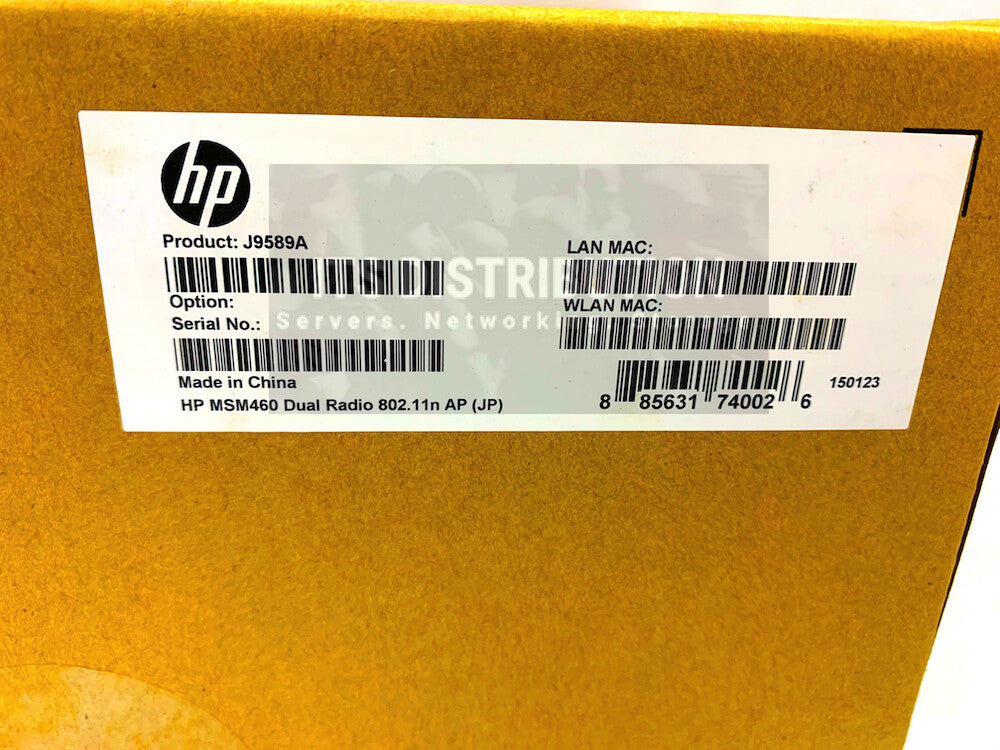 hp
Product: J9589A
Option:
Serial No.:
Made in China
HP MSM460 Dual Radio 802.11n AP (JP)
LAN MAC:
WLAN MAC:
8 85631 74002 6
150123
Servers.